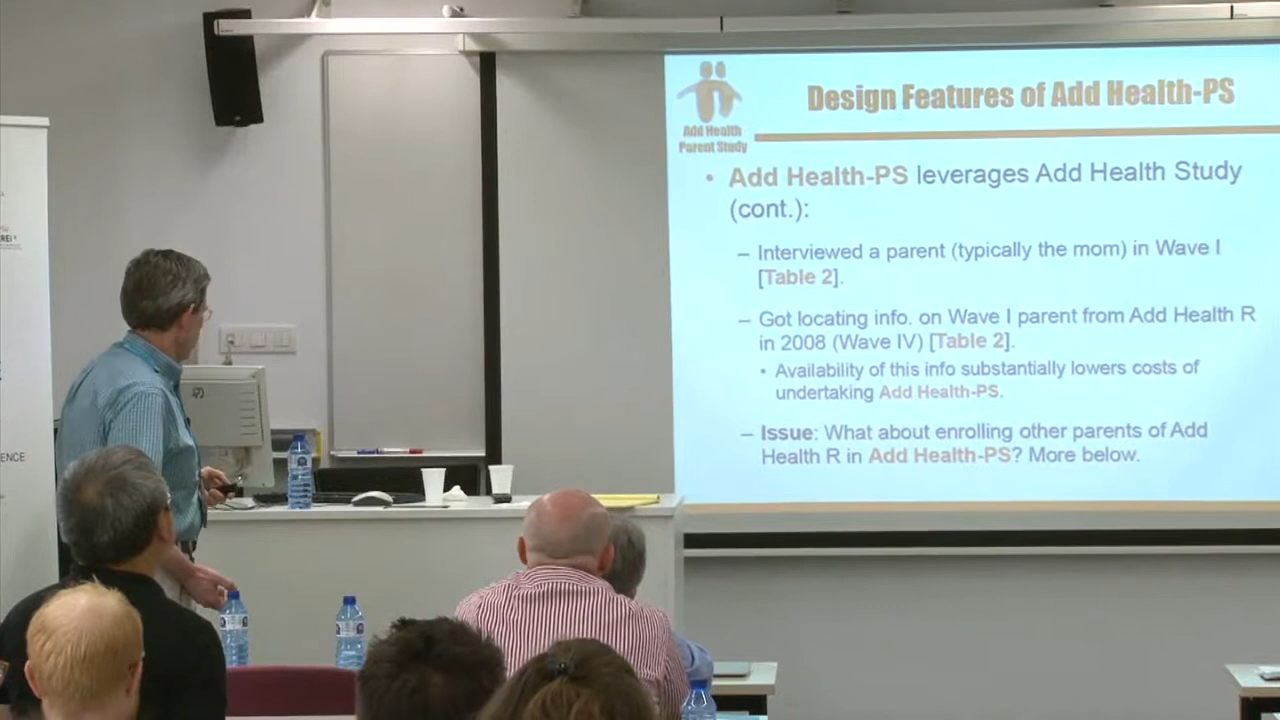 REi
ENCE
Add Health
Parent Study
Design Features of Add Health-PS
• Add Health-PS leverages Add Health Study
(cont.):
– Interviewed a parent (typically the mom) in Wave I
[Table 2].
– Got locating info. on Wave I parent from Add Health R
in 2008 (Wave IV) [Table 2].
• Availability of this info substantially lowers costs of
undertaking Add Health-PS.
– Issue: What about enrolling other parents of Add
Health R in Add Health-PS? More below.